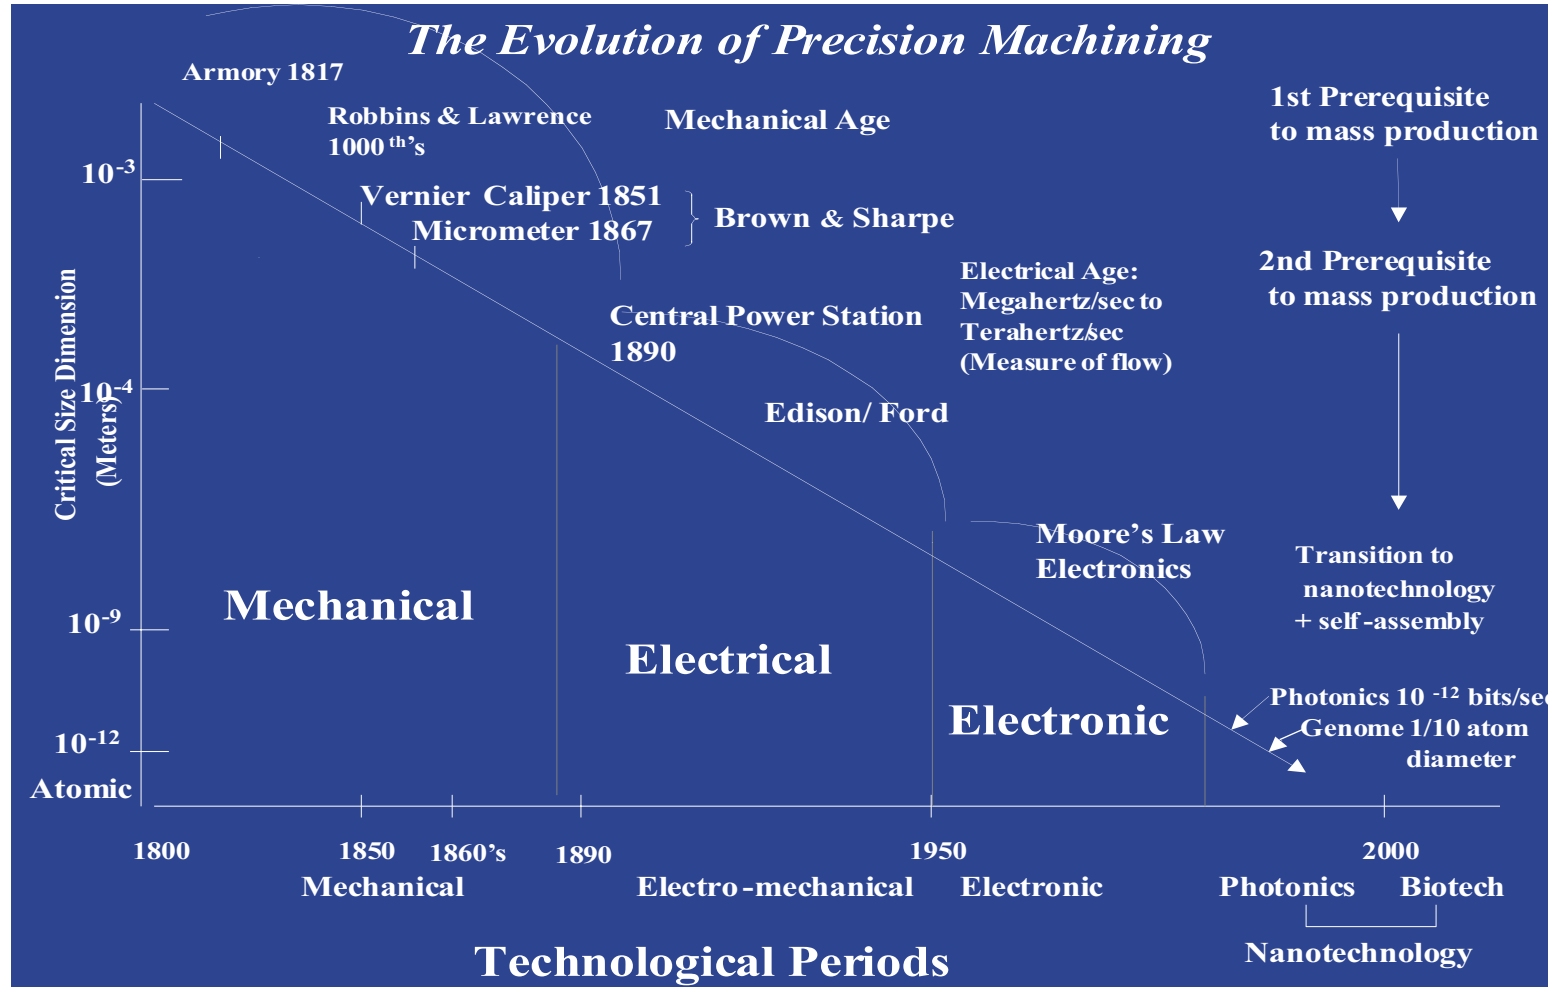 The Evolution of Precision Machining
Armory 1817
Robbins & Lawrence
1000 th's
Mechanical Age
1st Prerequisite
to mass production
10-3
Vernier Caliper 1851
Micrometer 1867
Brown & Sharpe
2nd Prerequisite
to mass production
Electrical Age:
Megahertz/sec to
Terahertz/sec
(Measure of flow)
Central Power Station
1890
Critical Size Dimension
(Meters)
10-4
Edison/ Ford
Moore's Law
Electronics
Transition to
nanotechnology
+ self-assembly
10-9
Mechanical
Electrical
Electronic
Photonics 10 -12 bits/sec
Genome 1/10 atom
diameter
10-12
Atomic
1800 1850 1860's 1890 1950 2000
Mechanical Electro-mechanical Electronic Photonics Biotech
Technological Periods
Nanotechnology